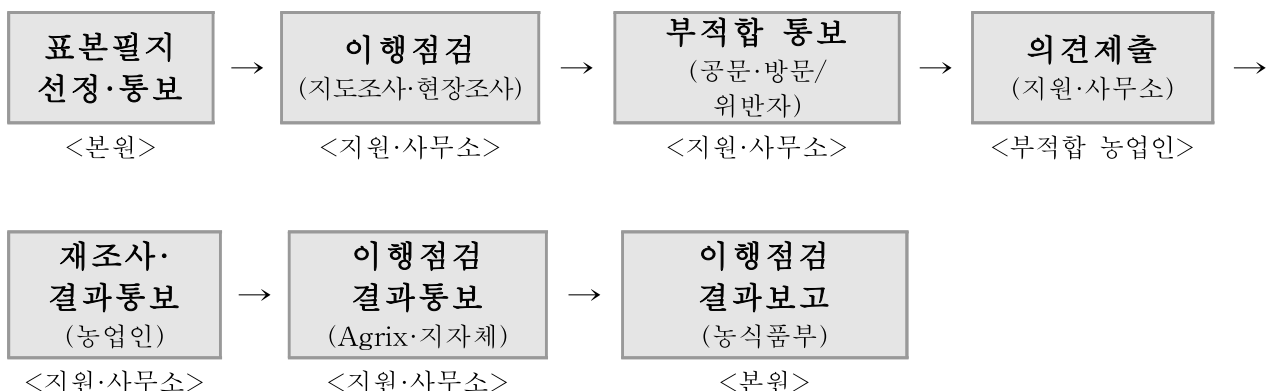 표본필지
선정·통보
<본원>
→
이행점검
(지도조사·현장조사)
<지원·사무소>
→
부적합 통보
(공문·방문/
위반자)
<지원·사무소>
→
의견제출
(지원·사무소)
<부적합 농업인>
→
재조사·
결과통보
(농업인)
<지원·사무소>
→
이행점검
결과통보
(Agrix·지자체)
<지원·사무소>
→
이행점검
결과보고
(농식품부)
<본원>